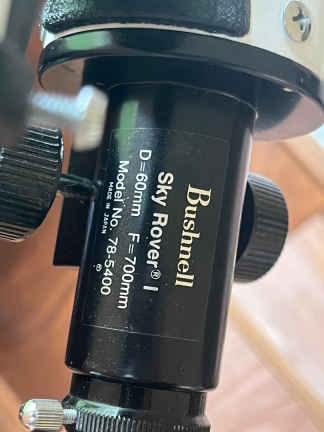 Bushnell
Sky Rover® I
D=60mm F=700mm
Model No. 78-5400
MADE IN JAPAN